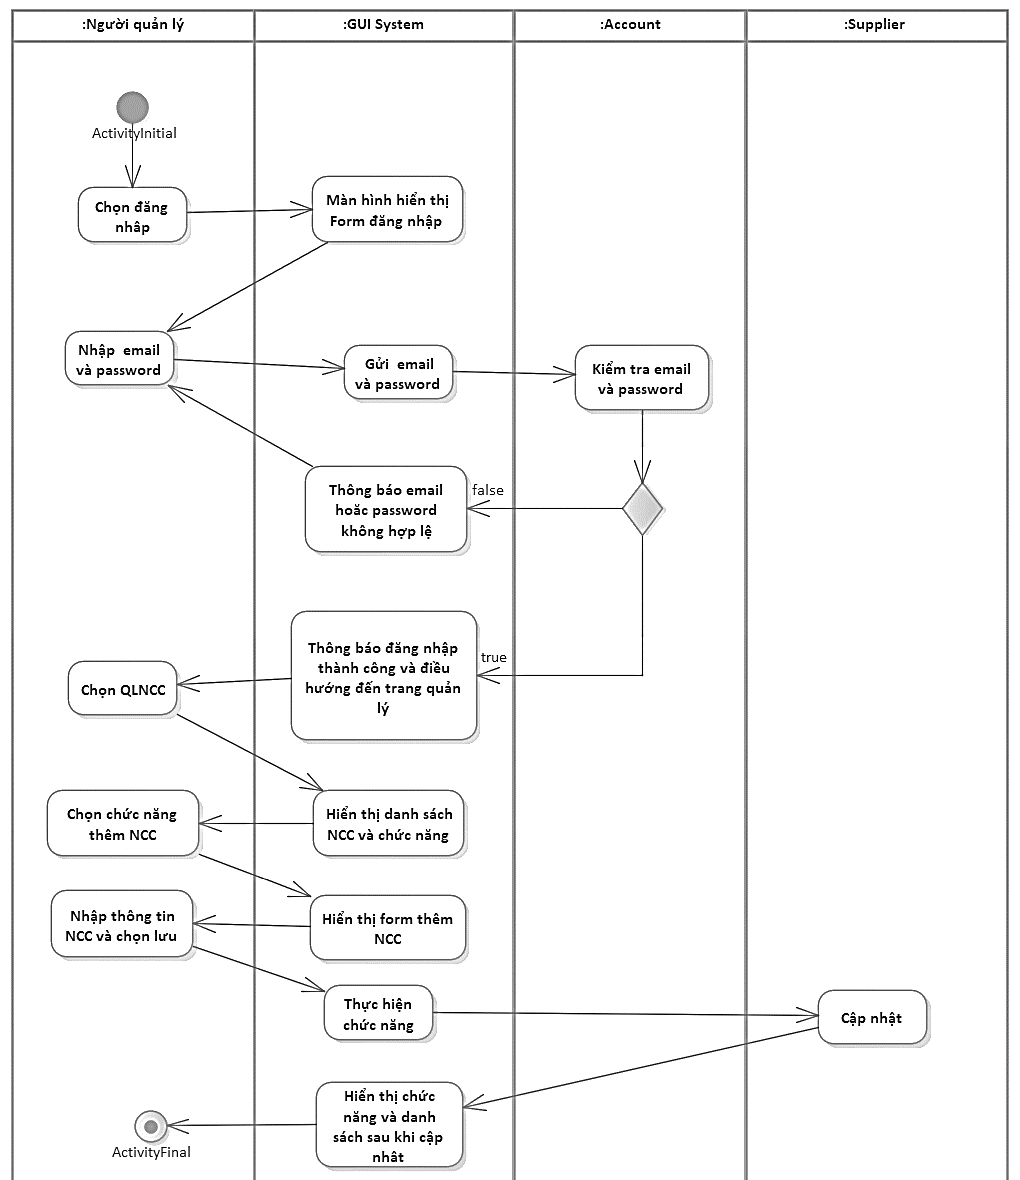 :Người quản lý
:GUI System
:Account
:Supplier
ActivityInitial
Chọn đăng
nhâp
Màn hình hiển thị
Form đăng nhập
Nhập email
và password
Gửi email
và password
Kiểm tra email
và password
Thông báo email
hoăc password
không hợp lệ
false
Thông báo đăng nhập
thành công và điều
hướng đến trang quản
lý
true
Chọn QLNCC
Hiển thị danh sách
NCC và chức năng
Chọn chức năng
thêm NCC
Hiển thị form thêm
NCC
Nhập thông tin
NCC và chọn lưu
Thực hiện
chức năng
Cập nhật
Hiển thị chức
năng và danh
sách sau khi cập
nhât
ActivityFinal